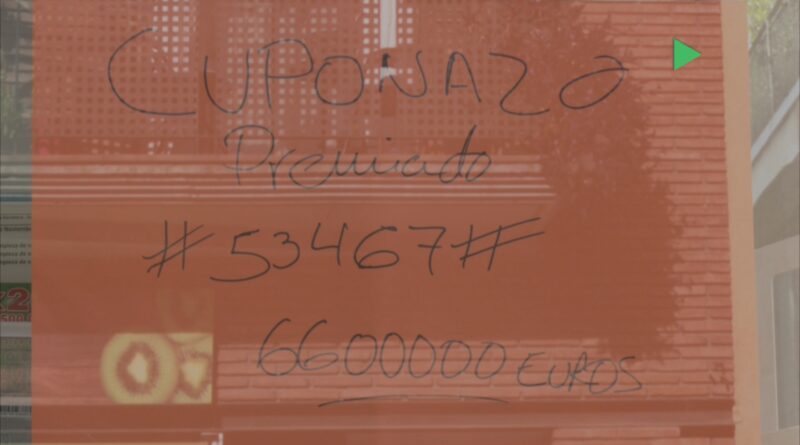 CUPONAZO
Premiado
#53467#
6600000 EUROS